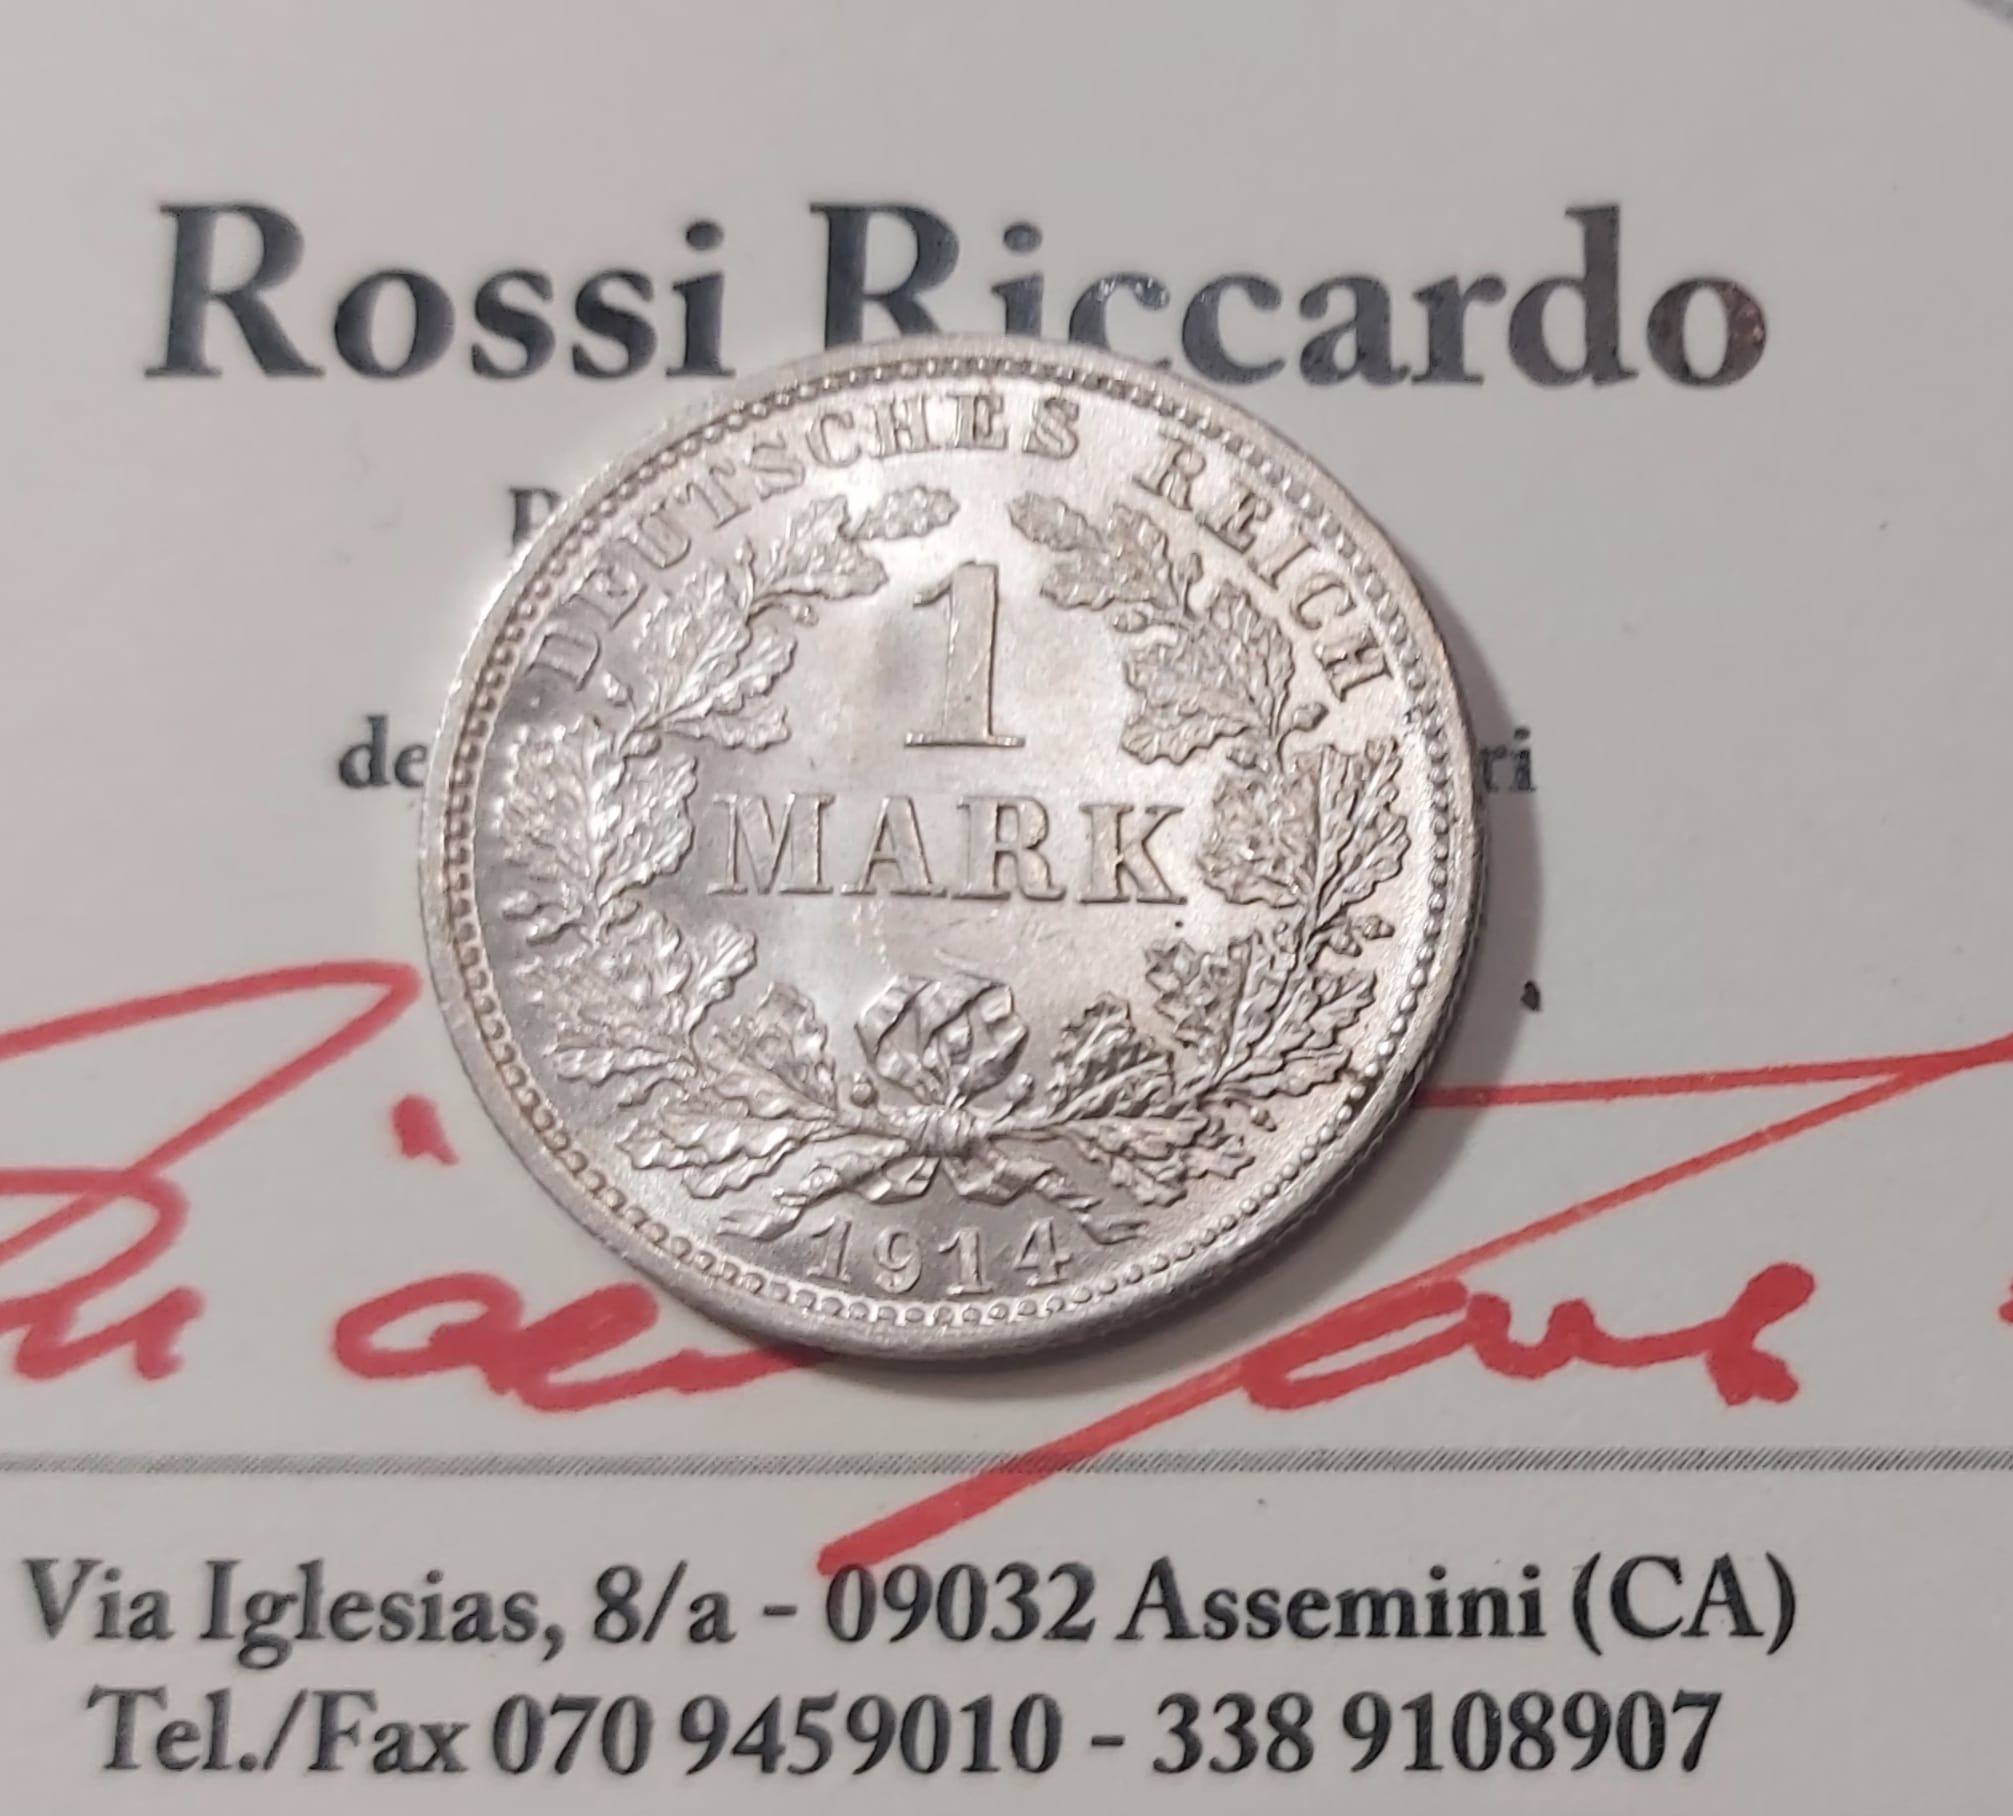 Rossi Riccardo
DEUTSCHES REICH
1
MARK
1914
Via Iglesias, 8/a - 09032 Assemini (CA)
Tel./Fax 070 9459010 - 338 9108907